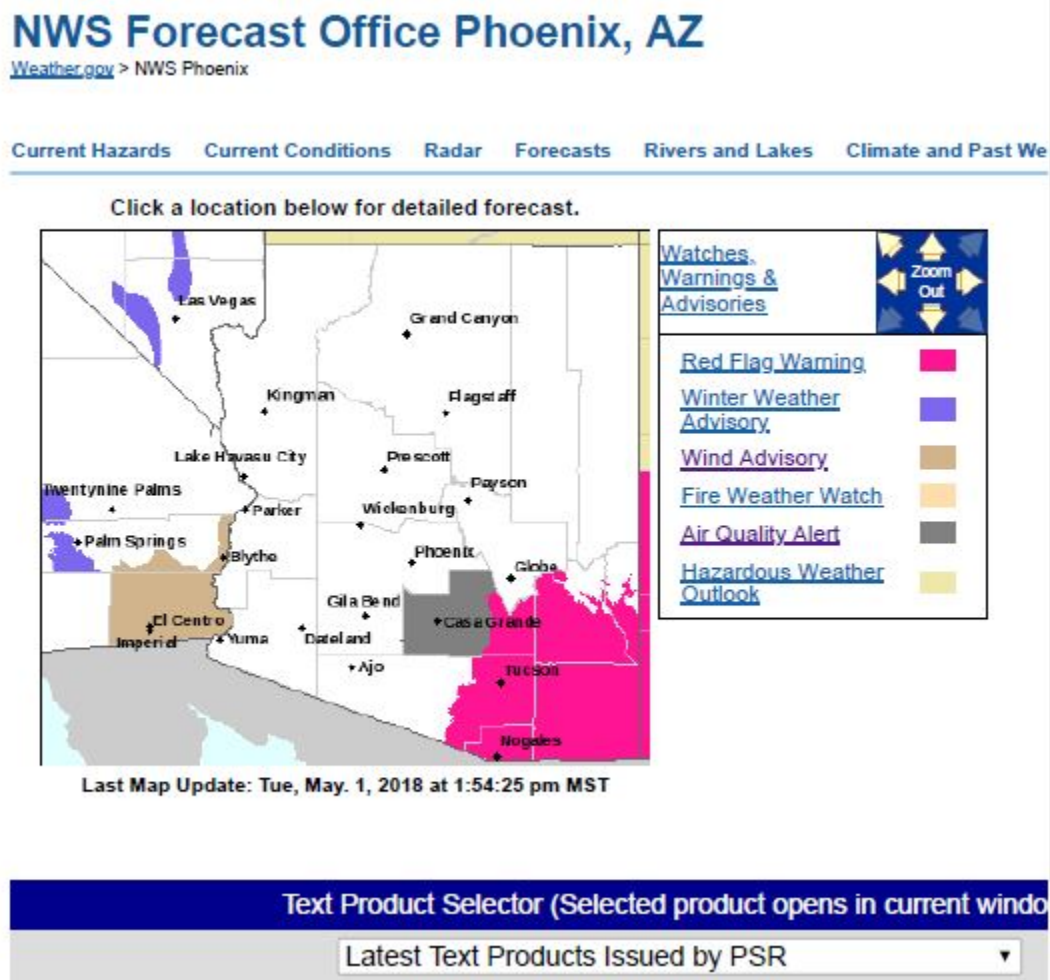 NWS Forecast Office Phoenix, AZ
Weather.gov > NWS Phoenix
Current Hazards Current Conditions Radar Forecasts Rivers and Lakes Climate and Past We
Click a location below for detailed forecast.
Las Vegas
Grand Canyon
Kingman
Flagstaff
Lake Havasu City
Prescott
Twentynine Palms
Payson
Parker
Wickenburg
Palm Springs
Blythe
Phoenix
Globe
Gila Bend
El Centro
Casa Grande
Imperial
Yuma
Dateland
Ajo
Tucson
Nogales
Last Map Update: Tue, May. 1, 2018 at 1:54:25 pm MST
Watches,
Warnings &
Advisories
Zoom
Out
Red Flag Warning
Winter Weather
Advisory
Wind Advisory
Fire Weather Watch
Air Quality Alert
Hazardous Weather
Outlook
Text Product Selector (Selected product opens in current windo
Latest Text Products Issued by PSR